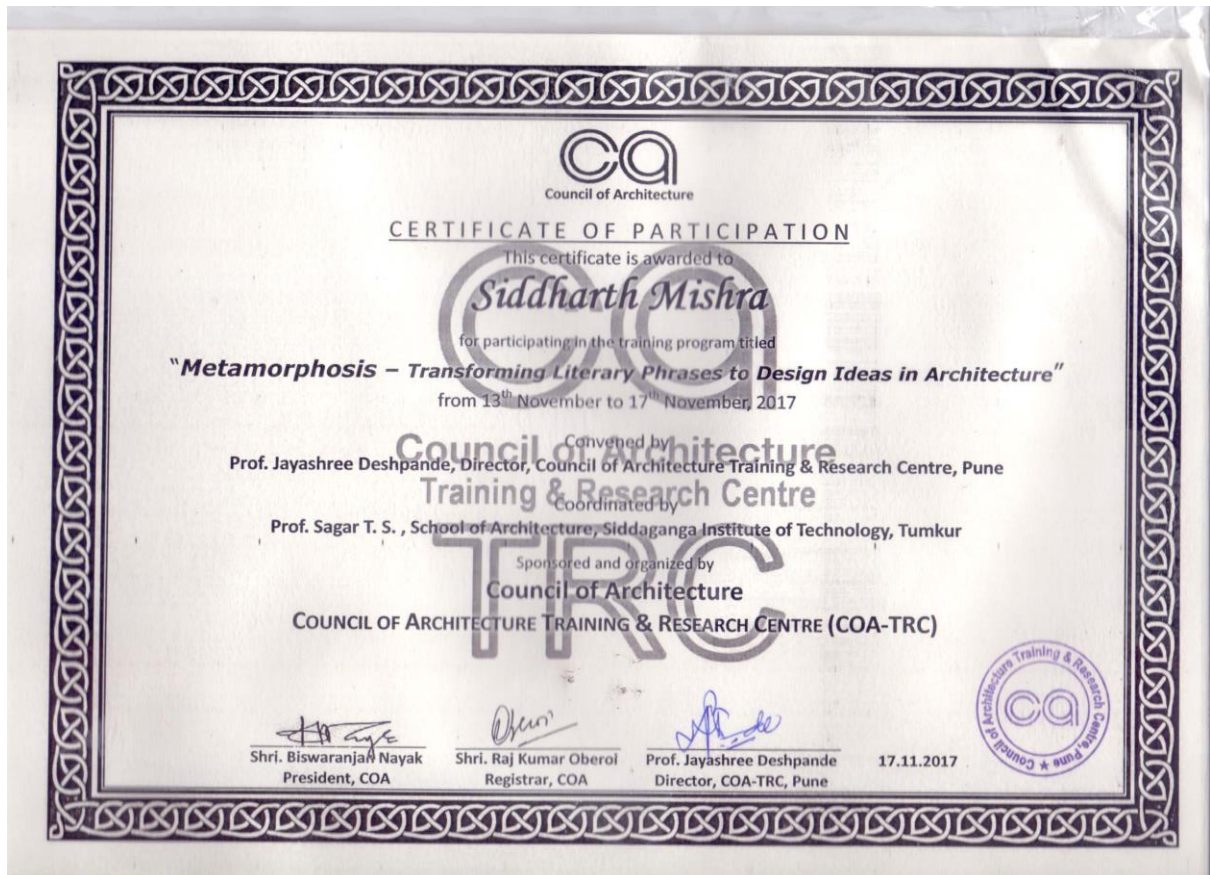 ca
Council of Architecture
CERTIFICATE OF PARTICIPATION
This certificate is awarded to
Siddharth Mishra
for participating in the training program titled
"Metamorphosis – Transforming Literary Phrases to Design Ideas in Architecture"
from 13th November to 17th November, 2017
Convened by
Prof. Jayashree Deshpande, Director, Council of Architecture Training & Research Centre, Pune
Coordinated by
Prof. Sagar T. S. , School of Architecture, Siddaganga Institute of Technology, Tumkur
Sponsored and organized by
Council of Architecture
COUNCIL OF ARCHITECTURE TRAINING & RESEARCH CENTRE (COA-TRC)
ca
Council of Architecture
Training & Research Centre
TRC
Shri. Biswaranjan Nayak
President, COA
Shri. Raj Kumar Oberoi
Registrar, COA
Prof. Jayashree Deshpande
Director, COA-TRC, Pune
17.11.2017
Council of Architecture Training & Research Centre, Pune
ca